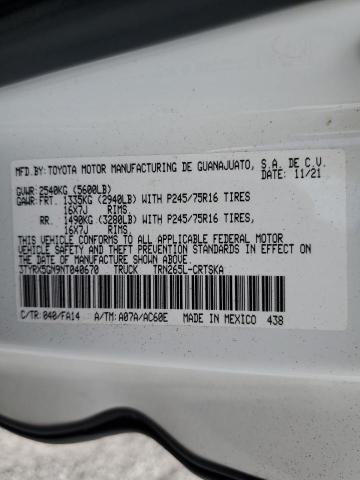 MFD.BY:TOYOTA MOTOR MANUFACTURING DE GUANAJUATO, S.A. DE C.V.
11/21
GVWR:2540KG (5600LB)
GAWR:FRT. 1335KG (2940LB) WITH P245/75R16 TIRES
16X7J RIMS,
RR. 1490KG (3280LB) WITH P245/75R16 TIRES,
16X7J RIMS.
THIS VEHICLE CONFORMS TO ALL APPLICABLE FEDERAL MOTOR
VEHICLE SAFETY AND THEFT PREVENTION STANDARDS IN EFFECT ON
THE DATE OF MANUFACTURE SHOWN ABOVE.
3TYRX5GN9NT040670 TRUCK TRN265L-CRTSKA
C/TR: 040/FA14 A/TM: A07A/AC60E MADE IN MEXICO 438